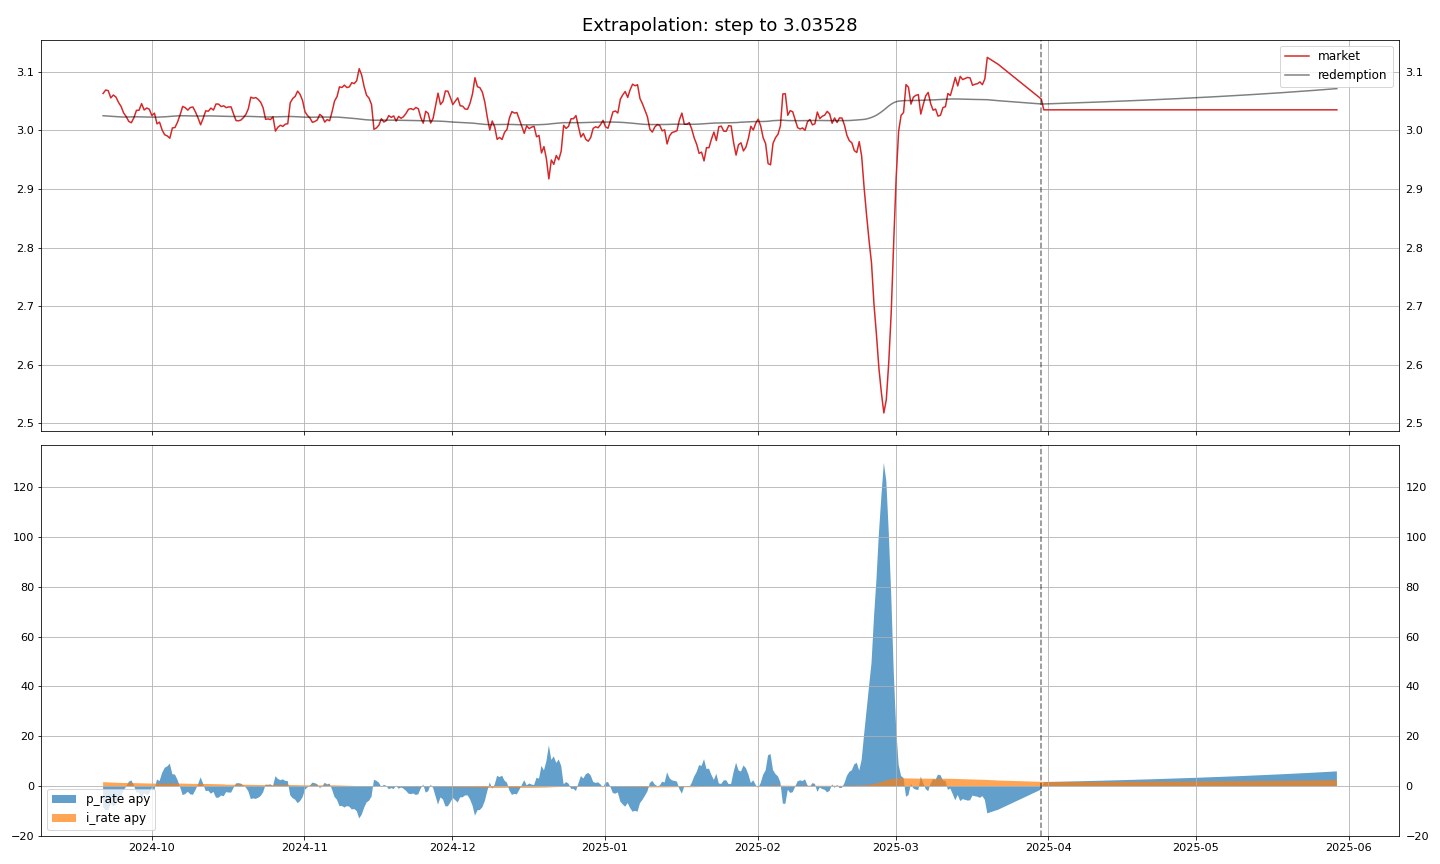 Extrapolation: step to 3.03528
market
redemption
3.1 3.1
3.0 3.0
2.9 2.9
2.8 2.8
2.7 2.7
2.6 2.6
2.5 2.5
120 120
100 100
80 80
60 60
40 40
20 20
0 0
p_rate apy
i_rate apy
−20 −20
2024-10 2024-11 2024-12 2025-01 2025-02 2025-03 2025-04 2025-05 2025-06